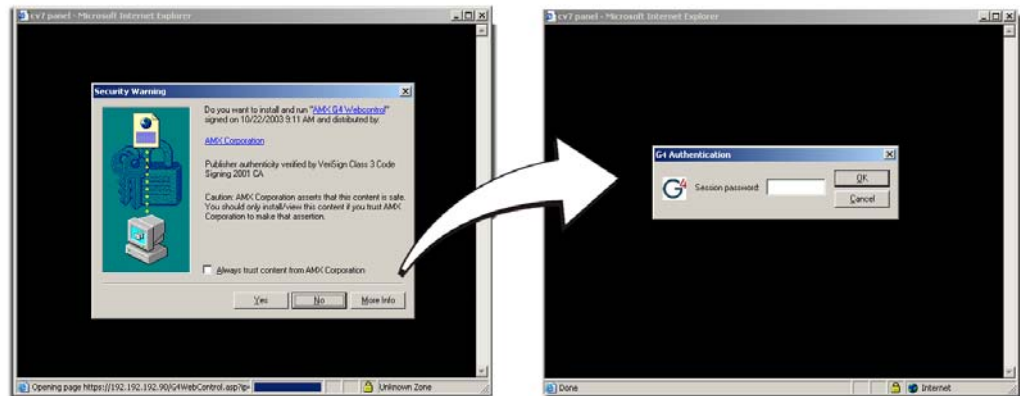 cv7 panel - Microsoft Internet Explorer
Security Warning
Do you want to install and run "AMX G4 Webcontrol"
signed on 10/22/2003 9:11 AM and distributed by:
AMX Corporation
Publisher authenticity verified by VeriSign Class 3 Code
Signing 2001 CA
Caution: AMX Corporation asserts that this content is safe.
You should only install/view this content if you trust AMX
Corporation to make that assertion.
Always trust content from AMX Corporation
Yes
No
More Info
Opening page https://192.192.192.90/G4WebControl.asp?ip=
Unknown Zone
cv7 panel - Microsoft Internet Explorer
G4 Authentication
G4
Session password:
OK
Cancel
Done
Internet